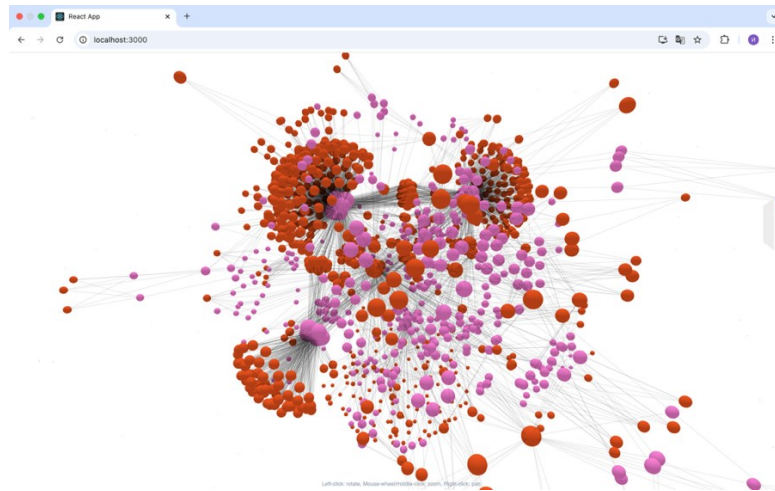 React App
localhost:3000
Left-click: rotate, Mouse-wheel/middle-click: zoom, Right-click: pan